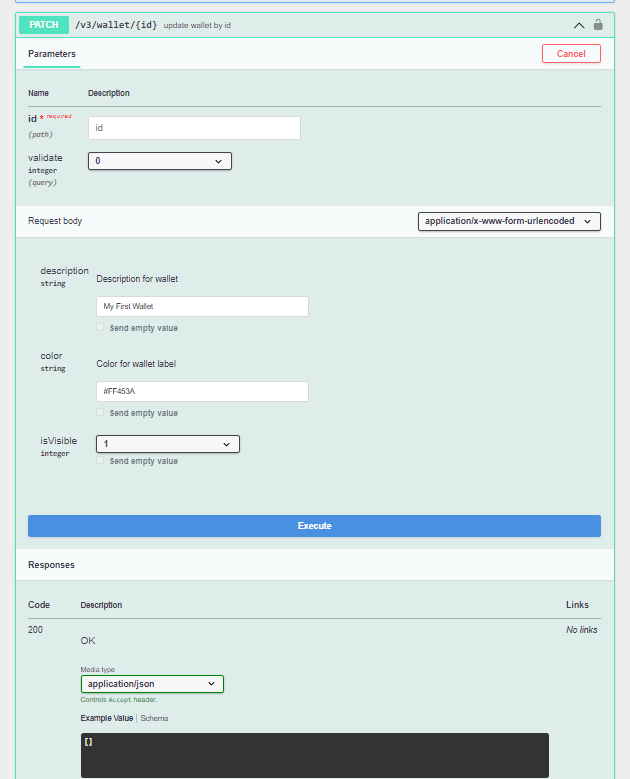 PATCH /v3/wallet/{id} update wallet by id
Parameters
Cancel
Name Description
id * required
(path)
id
validate
integer
(query)
0
Request body
application/x-www-form-urlencoded
description
string
Description for wallet
My First Wallet
Send empty value
color
string
Color for wallet label
#FF453A
Send empty value
isVisible
integer
1
Send empty value
Execute
Responses
Code Description Links
200
OK
No links
Media type
application/json
Controls Accept header.
Example Value | Schema
[]